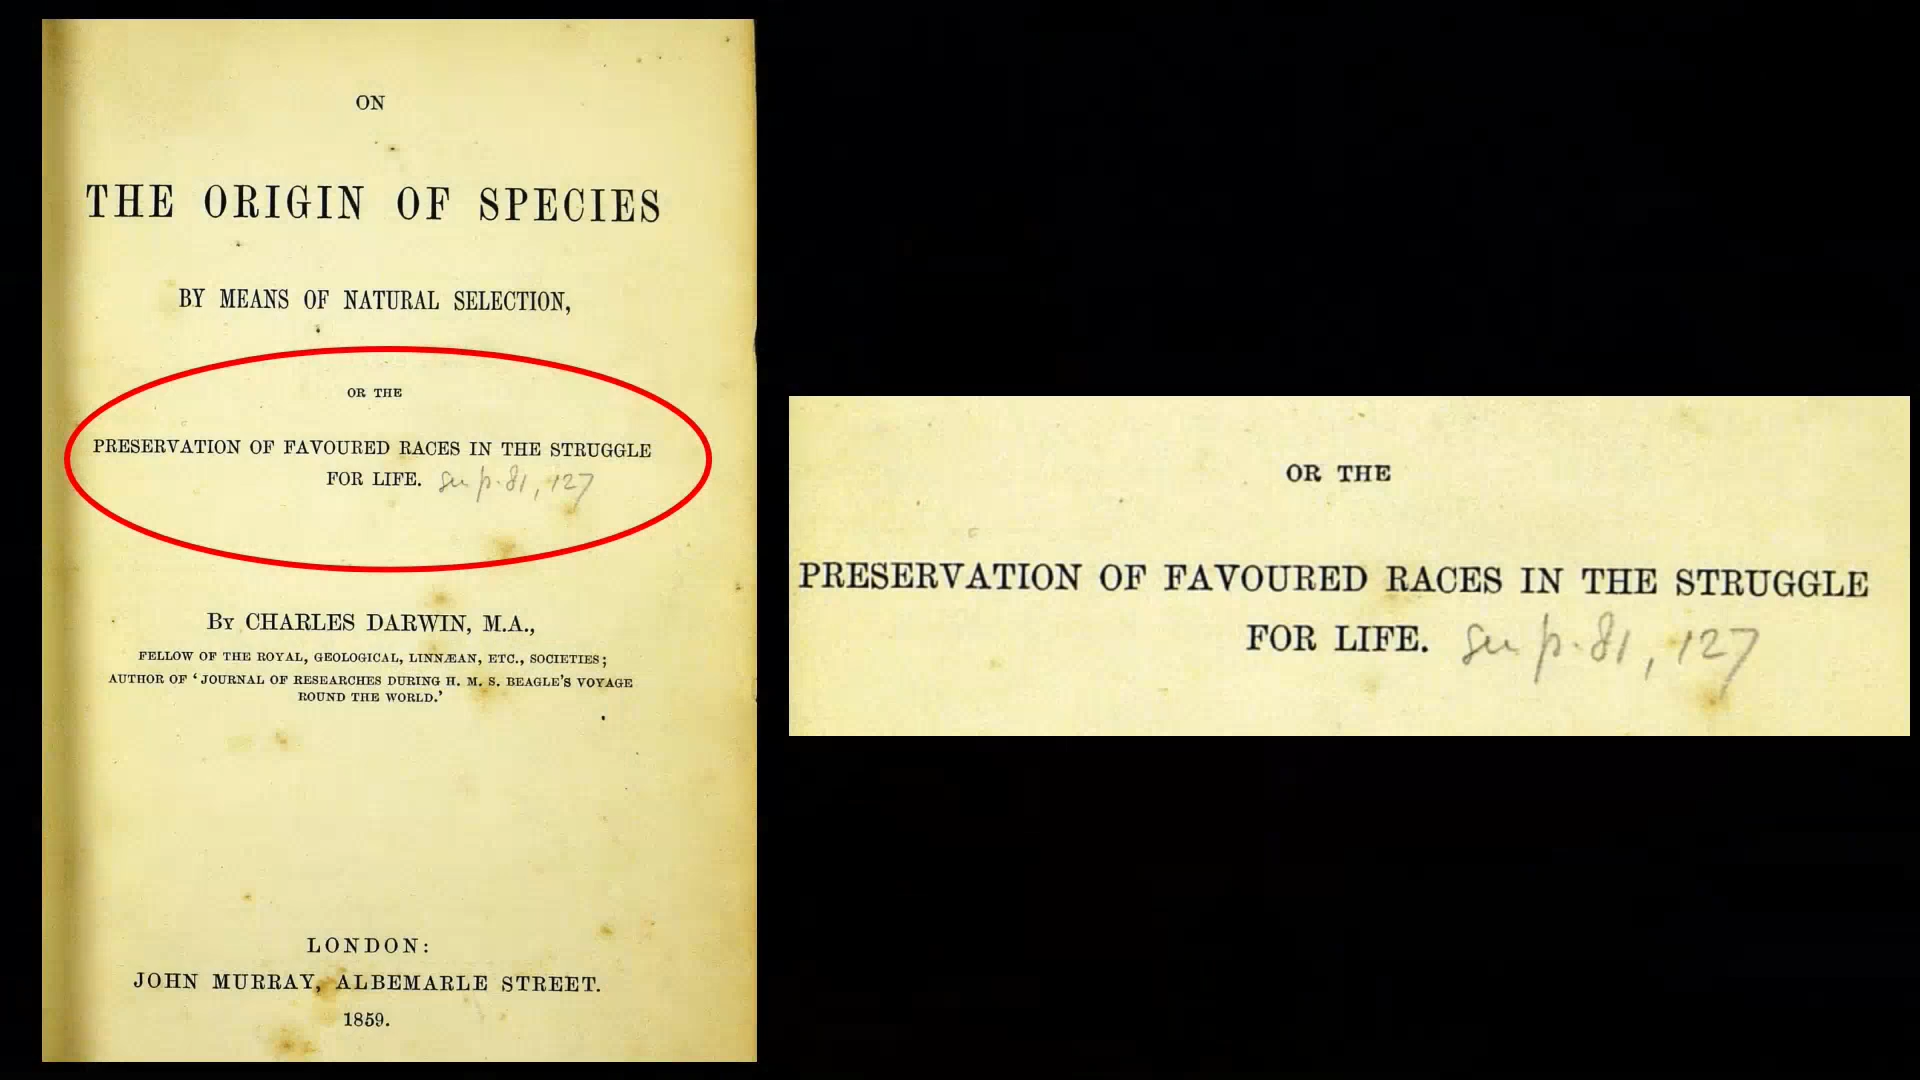 ON
THE ORIGIN OF SPECIES
BY MEANS OF NATURAL SELECTION,
OR THE
PRESERVATION OF FAVOURED RACES IN THE STRUGGLE
FOR LIFE. see p. 81, 127
BY CHARLES DARWIN, M.A.,
FELLOW OF THE ROYAL, GEOLOGICAL, LINNÆAN, ETC., SOCIETIES;
AUTHOR OF ‘JOURNAL OF RESEARCHES DURING H. M. S. BEAGLE’S VOYAGE
ROUND THE WORLD.’
LONDON:
JOHN MURRAY, ALBEMARLE STREET.
1859.
OR THE
PRESERVATION OF FAVOURED RACES IN THE STRUGGLE
FOR LIFE. see p. 81, 127